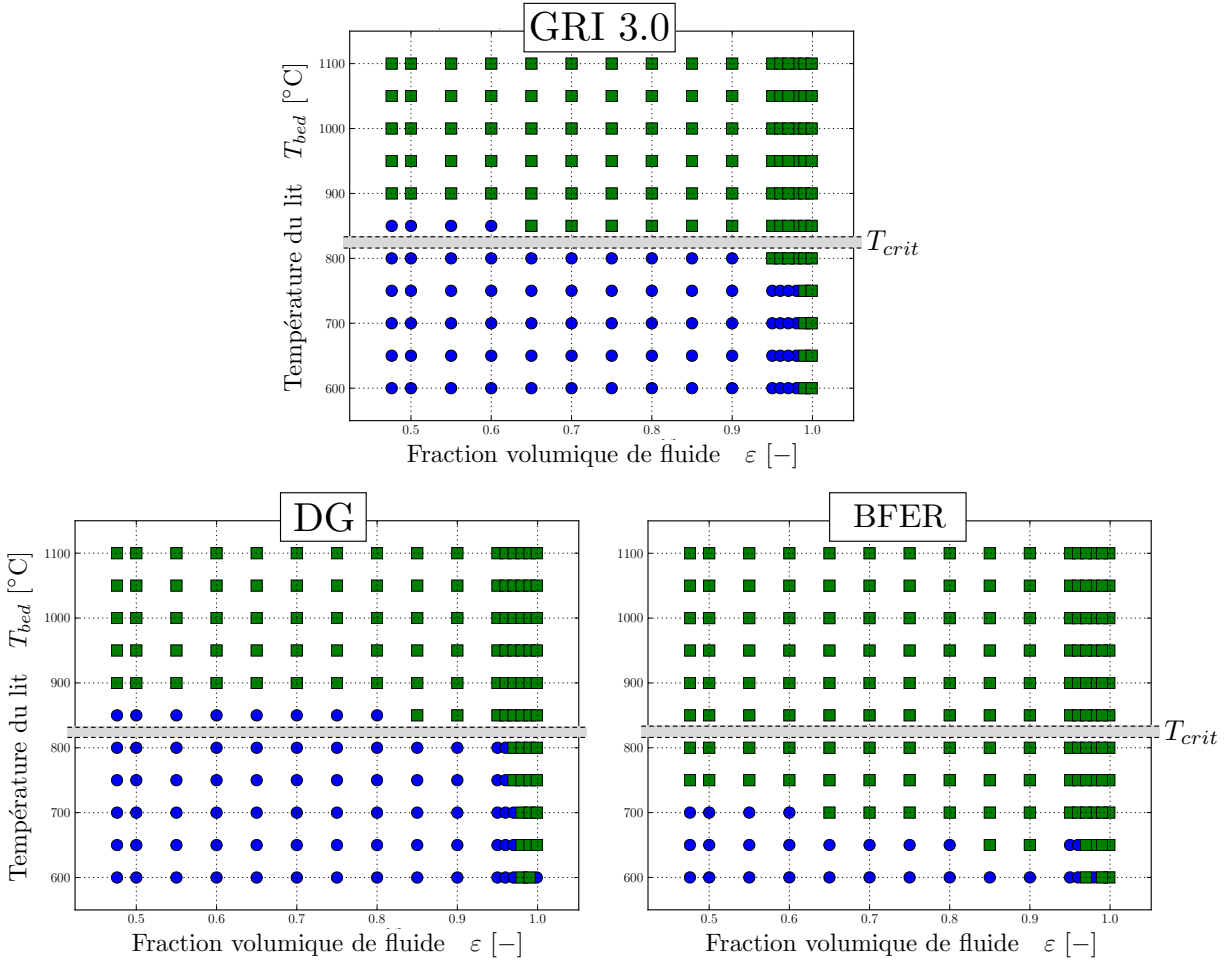 GRI 3.0
Température du lit T_bed [°C]
1100
1000
900
800
700
600
T_crit
0.5 0.6 0.7 0.8 0.9 1.0
Fraction volumique de fluide ε [−]
DG
Température du lit T_bed [°C]
1100
1000
900
800
700
600
0.5 0.6 0.7 0.8 0.9 1.0
Fraction volumique de fluide ε [−]
BFER
1100
1000
900
800
700
600
T_crit
0.5 0.6 0.7 0.8 0.9 1.0
Fraction volumique de fluide ε [−]